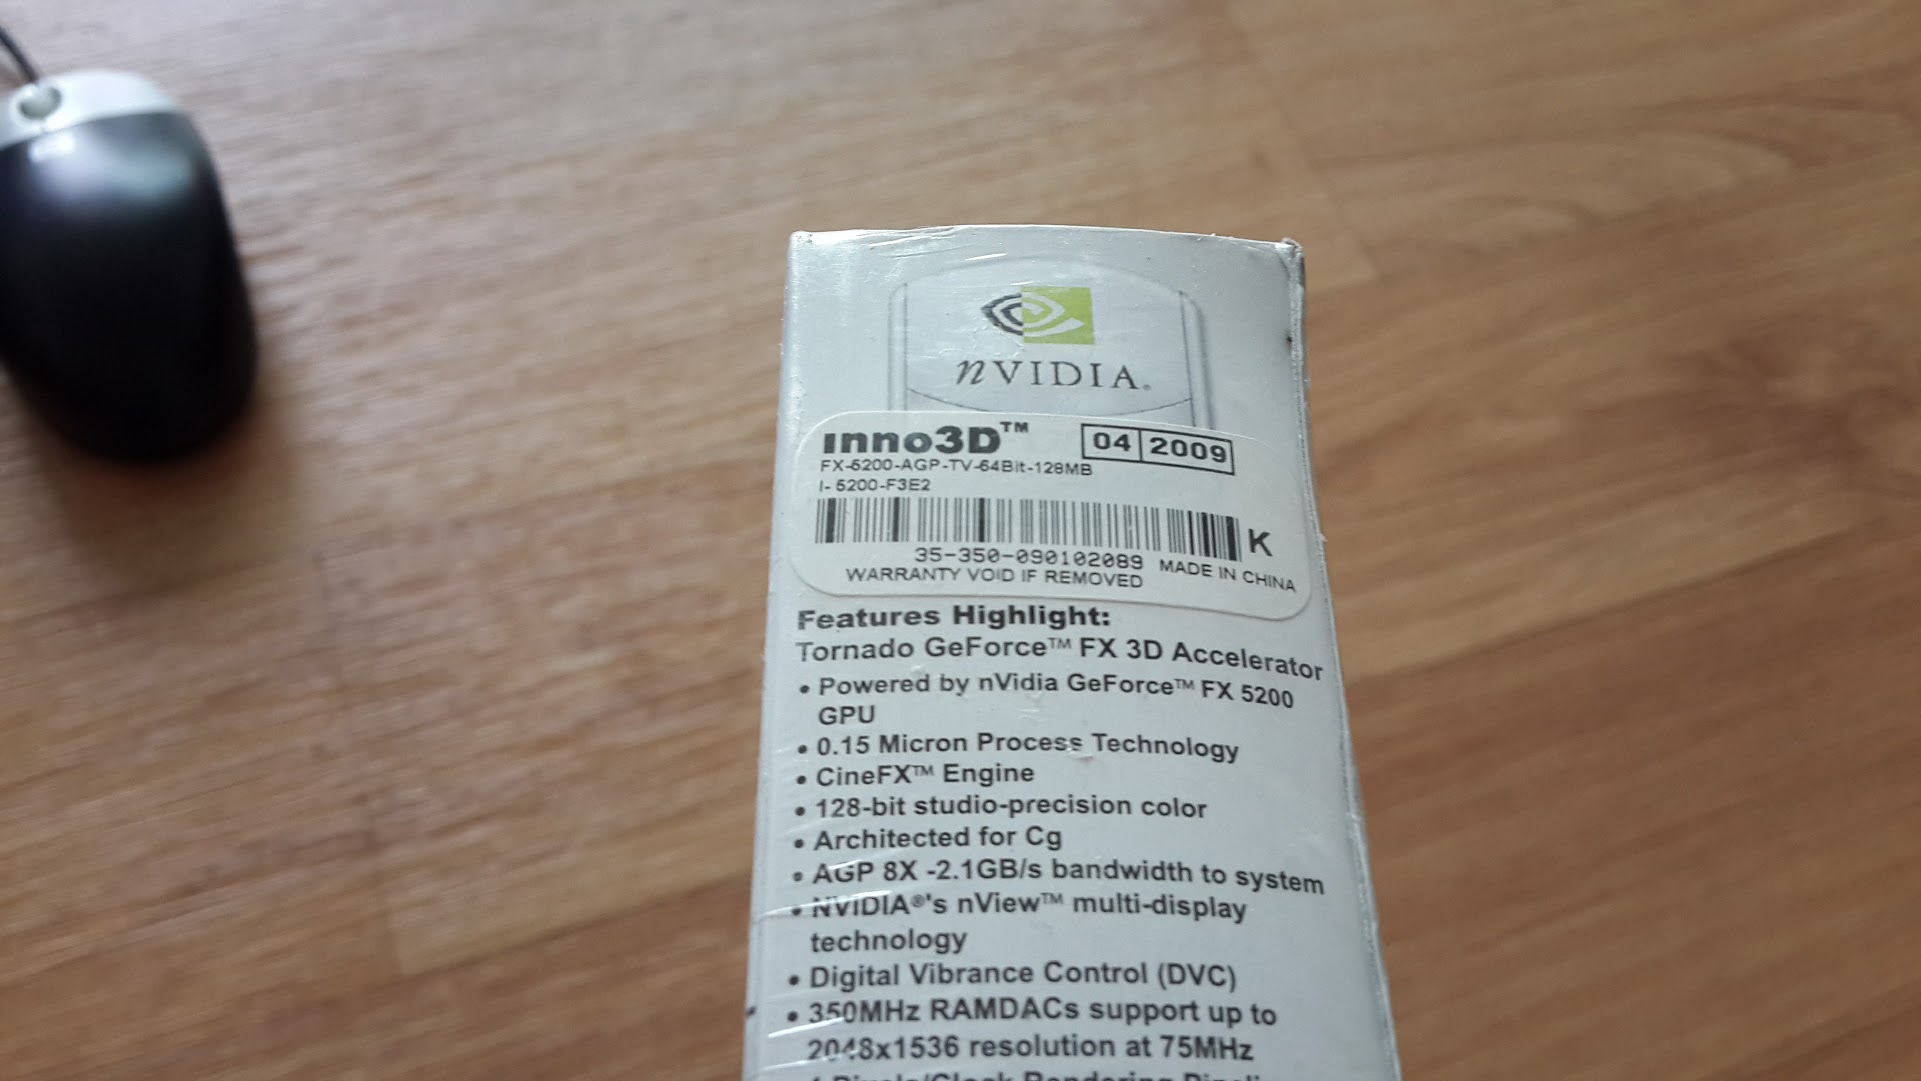 nVIDIA®
inno3D™ 04 2009
FX-5200-AGP-TV-64Bit-128MB
I- 5200-F3E2
K
35-350-090102089 MADE IN CHINA
WARRANTY VOID IF REMOVED
Features Highlight:
Tornado GeForce™ FX 3D Accelerator
• Powered by nVidia GeForce™ FX 5200
GPU
• 0.15 Micron Process Technology
• CineFX™ Engine
• 128-bit studio-precision color
• Architected for Cg
• AGP 8X -2.1GB/s bandwidth to system
• NVIDIA®'s nView™ multi-display
technology
• Digital Vibrance Control (DVC)
• 350MHz RAMDACs support up to
2048x1536 resolution at 75MHz